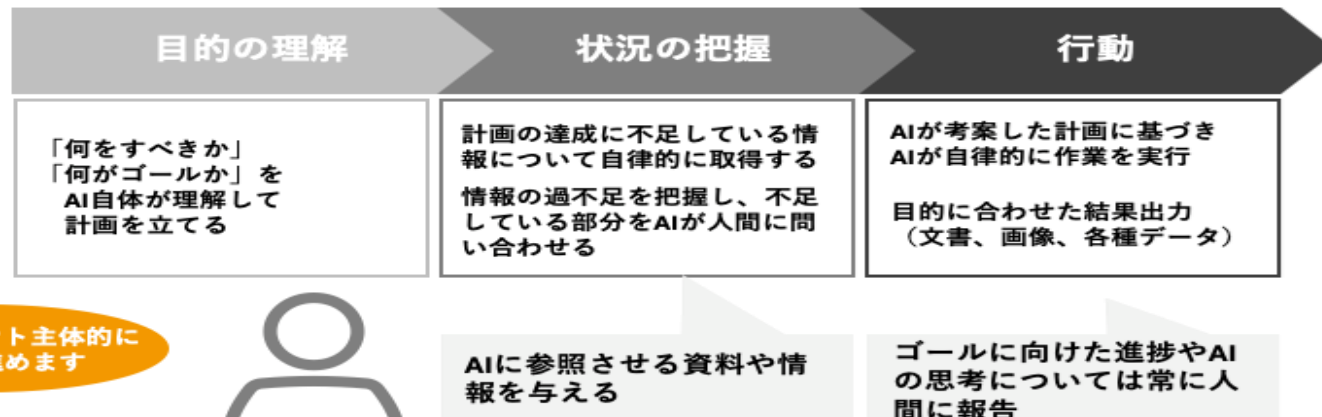 目的の理解
状況の把握
行動
「何をすべきか」
「何がゴールか」を
AI自体が理解して
計画を立てる
計画の達成に不足している情
報について自律的に取得する
情報の過不足を把握し、不足
している部分をAIが人間に問
い合わせる
AIが考案した計画に基づき
AIが自律的に作業を実行
目的に合わせた結果出力
（文書、画像、各種データ）
ト主体的に
めます
AIに参照させる資料や情
報を与える
ゴールに向けた進捗やAI
の思考については常に人
間に報告